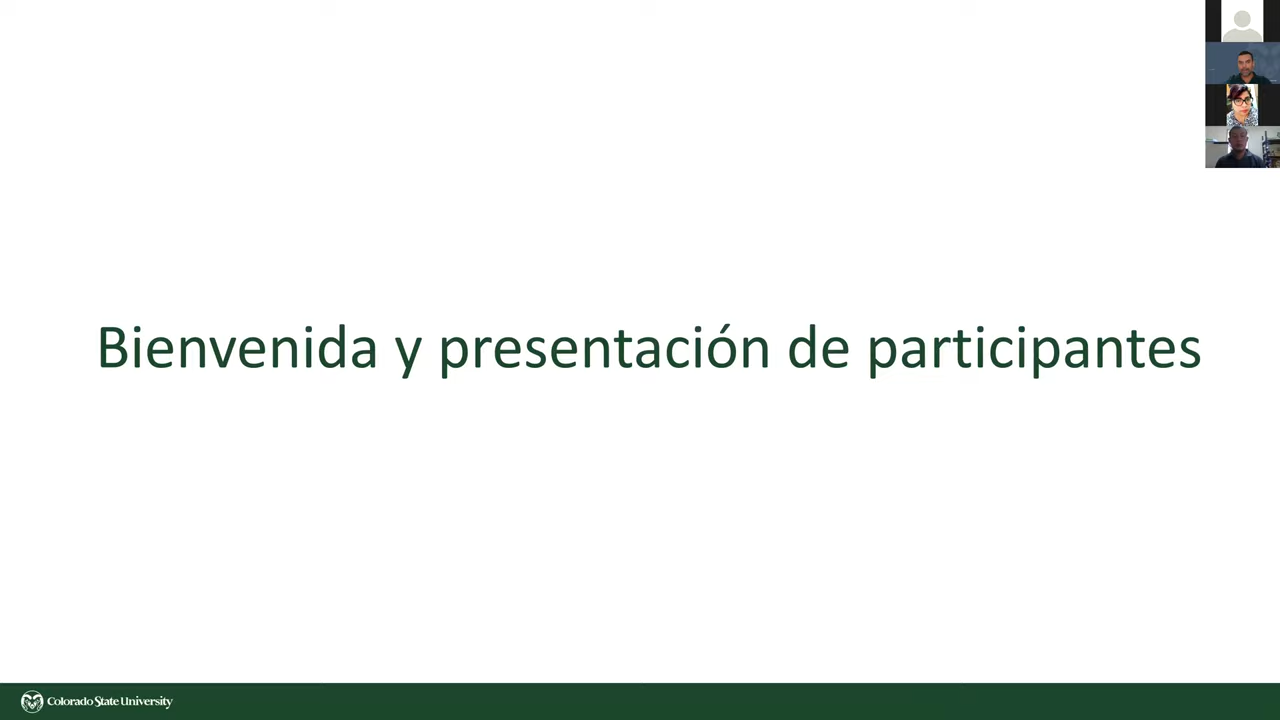 Bienvenida y presentación de participantes
Colorado State University